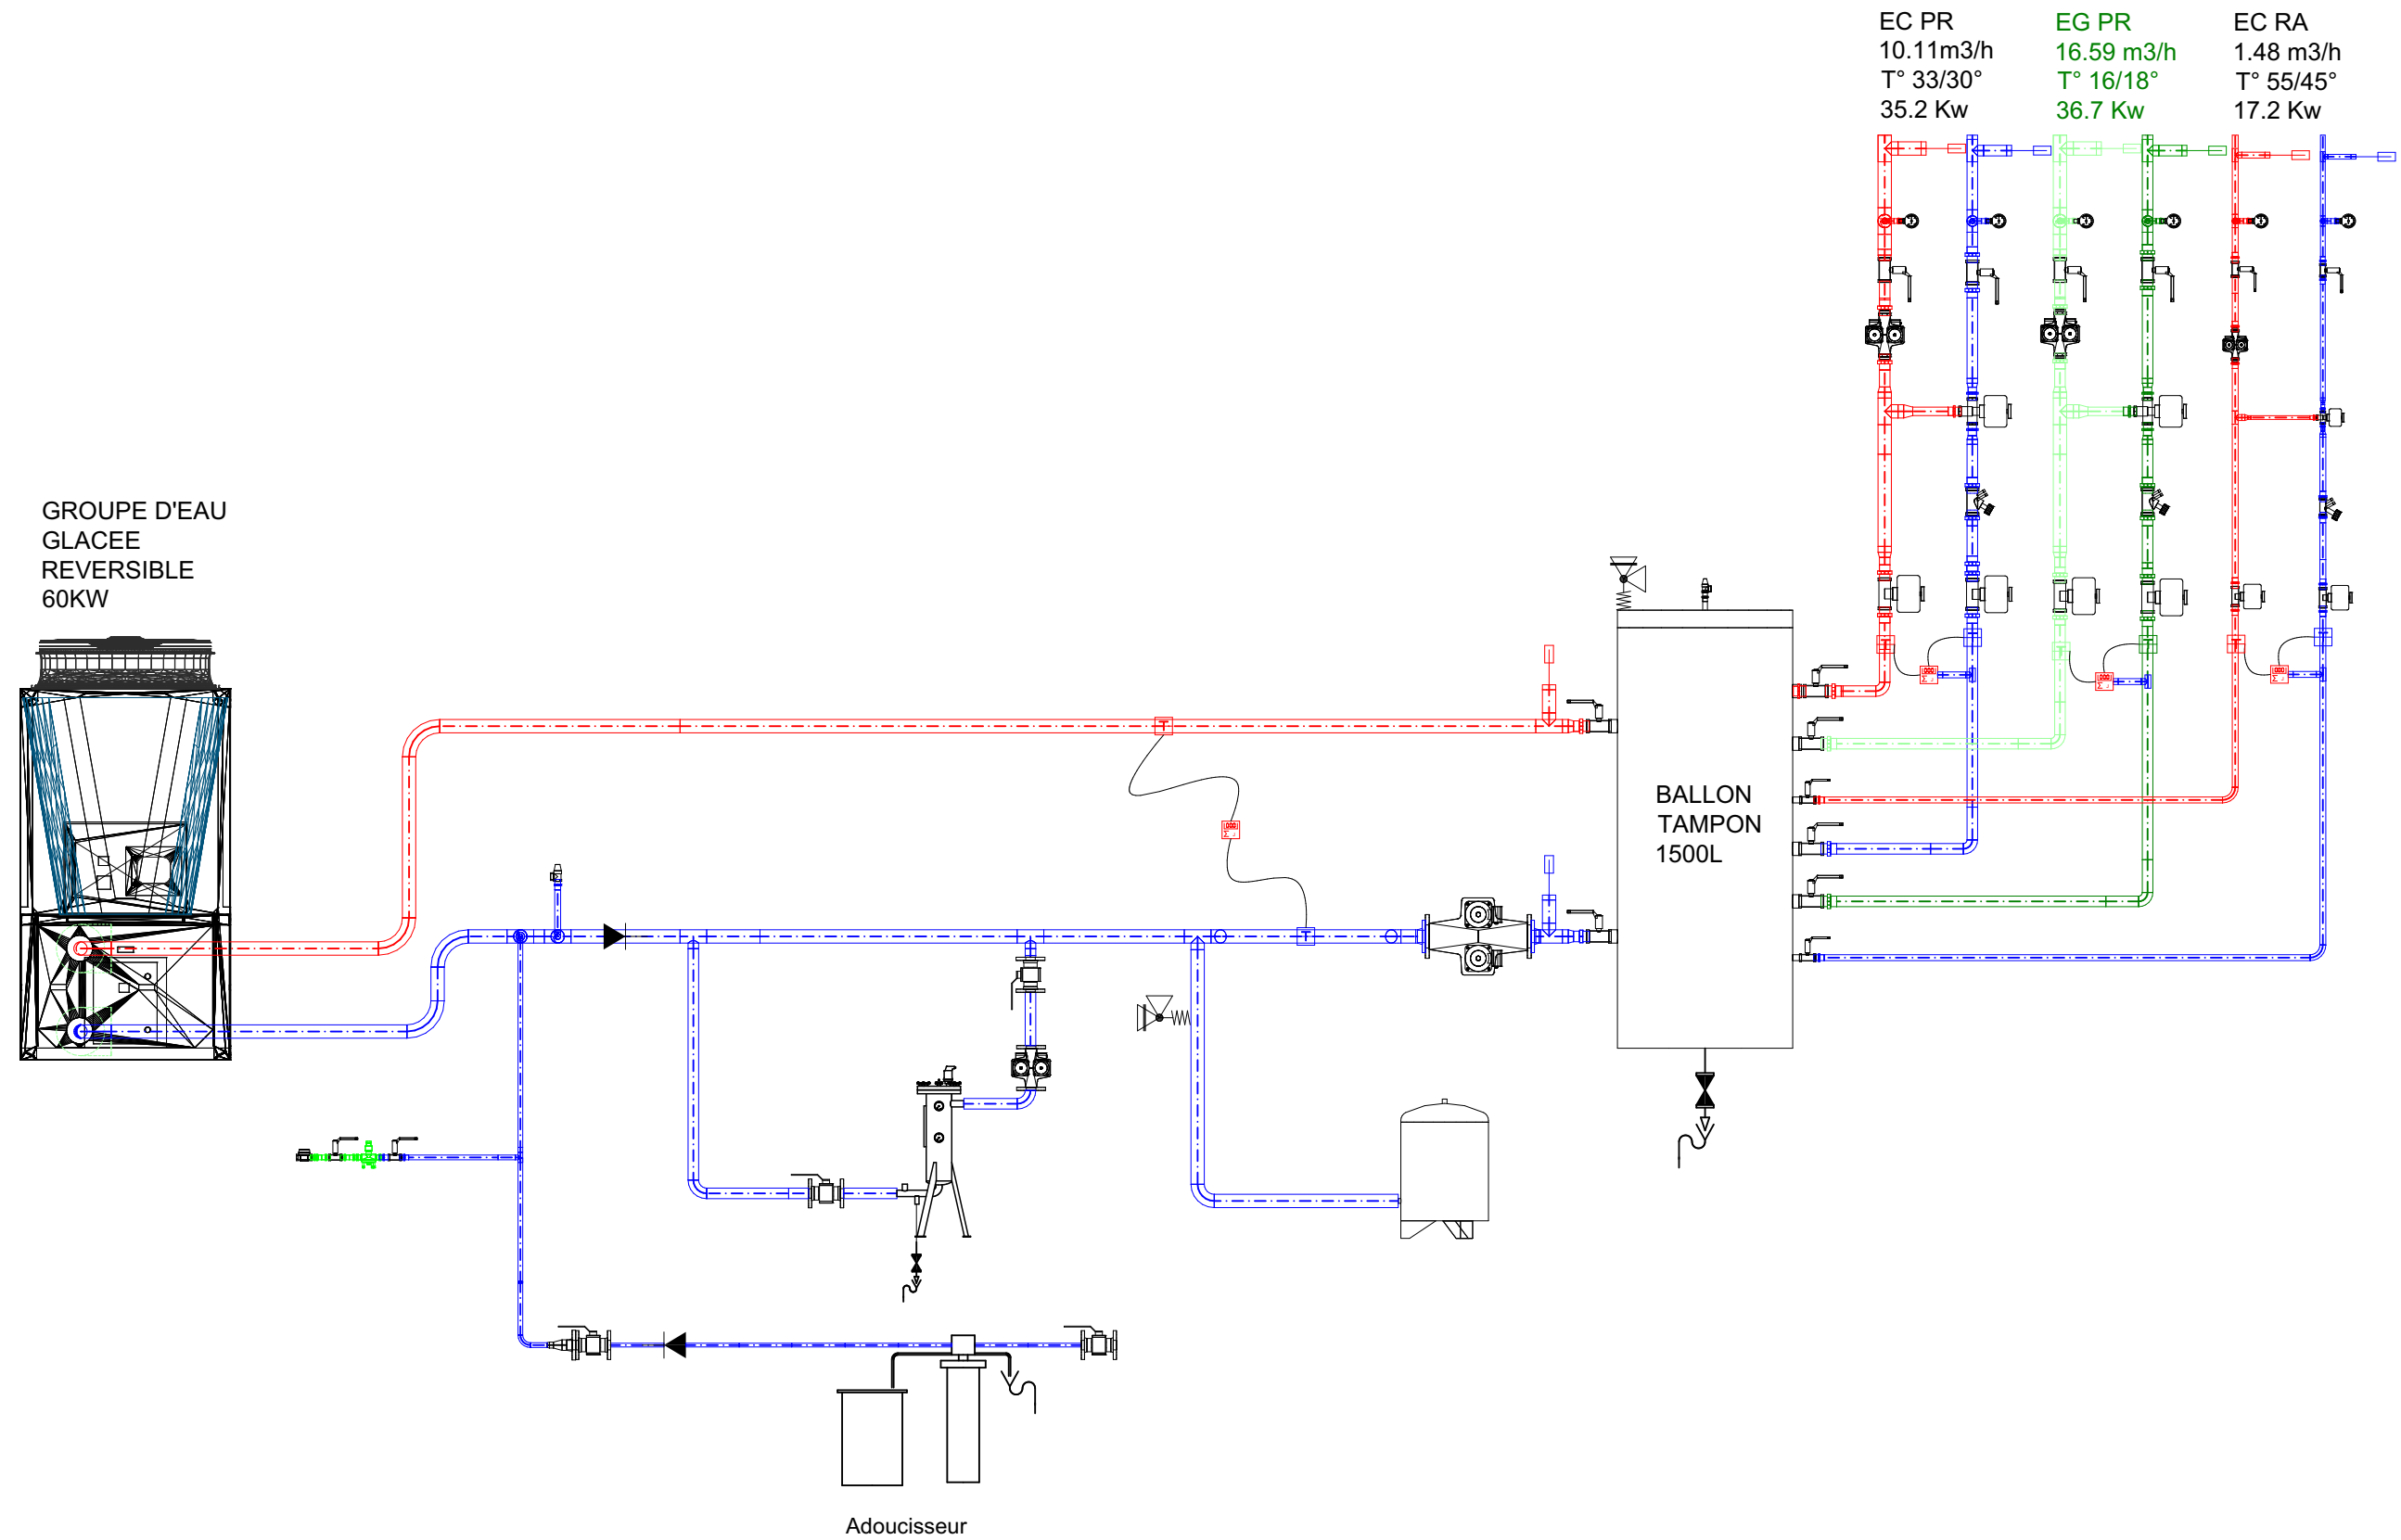 EC PR
10.11m3/h
T° 33/30°
35.2 Kw
EG PR
16.59 m3/h
T° 16/18°
36.7 Kw
EC RA
1.48 m3/h
T° 55/45°
17.2 Kw
GROUPE D'EAU
GLACEE
REVERSIBLE
60KW
BALLON
TAMPON
1500L
Adoucisseur